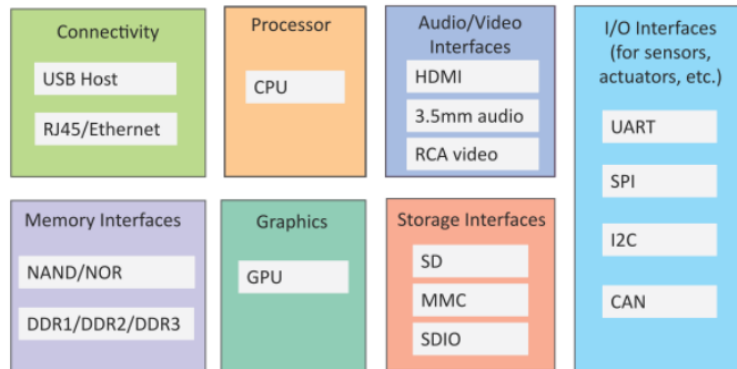 Connectivity
USB Host
RJ45/Ethernet
Processor
CPU
Audio/Video
Interfaces
HDMI
3.5mm audio
RCA video
I/O Interfaces
(for sensors,
actuators, etc.)
UART
SPI
I2C
CAN
Memory Interfaces
NAND/NOR
DDR1/DDR2/DDR3
Graphics
GPU
Storage Interfaces
SD
MMC
SDIO